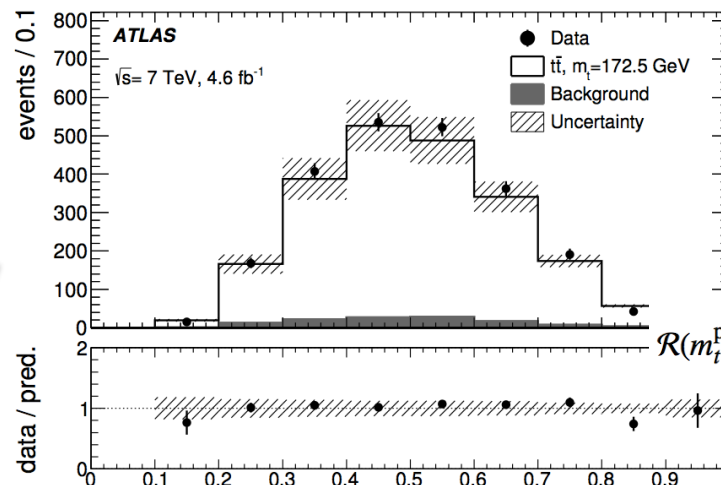 800
ATLAS
√s= 7 TeV, 4.6 fb⁻¹
Data
tt̄, mₜ=172.5 GeV
Background
Uncertainty
events / 0.1
700
600
500
400
300
200
100
0
R(mₜ
data / pred.
2
1
0
0 0.1 0.2 0.3 0.4 0.5 0.6 0.7 0.8 0.9